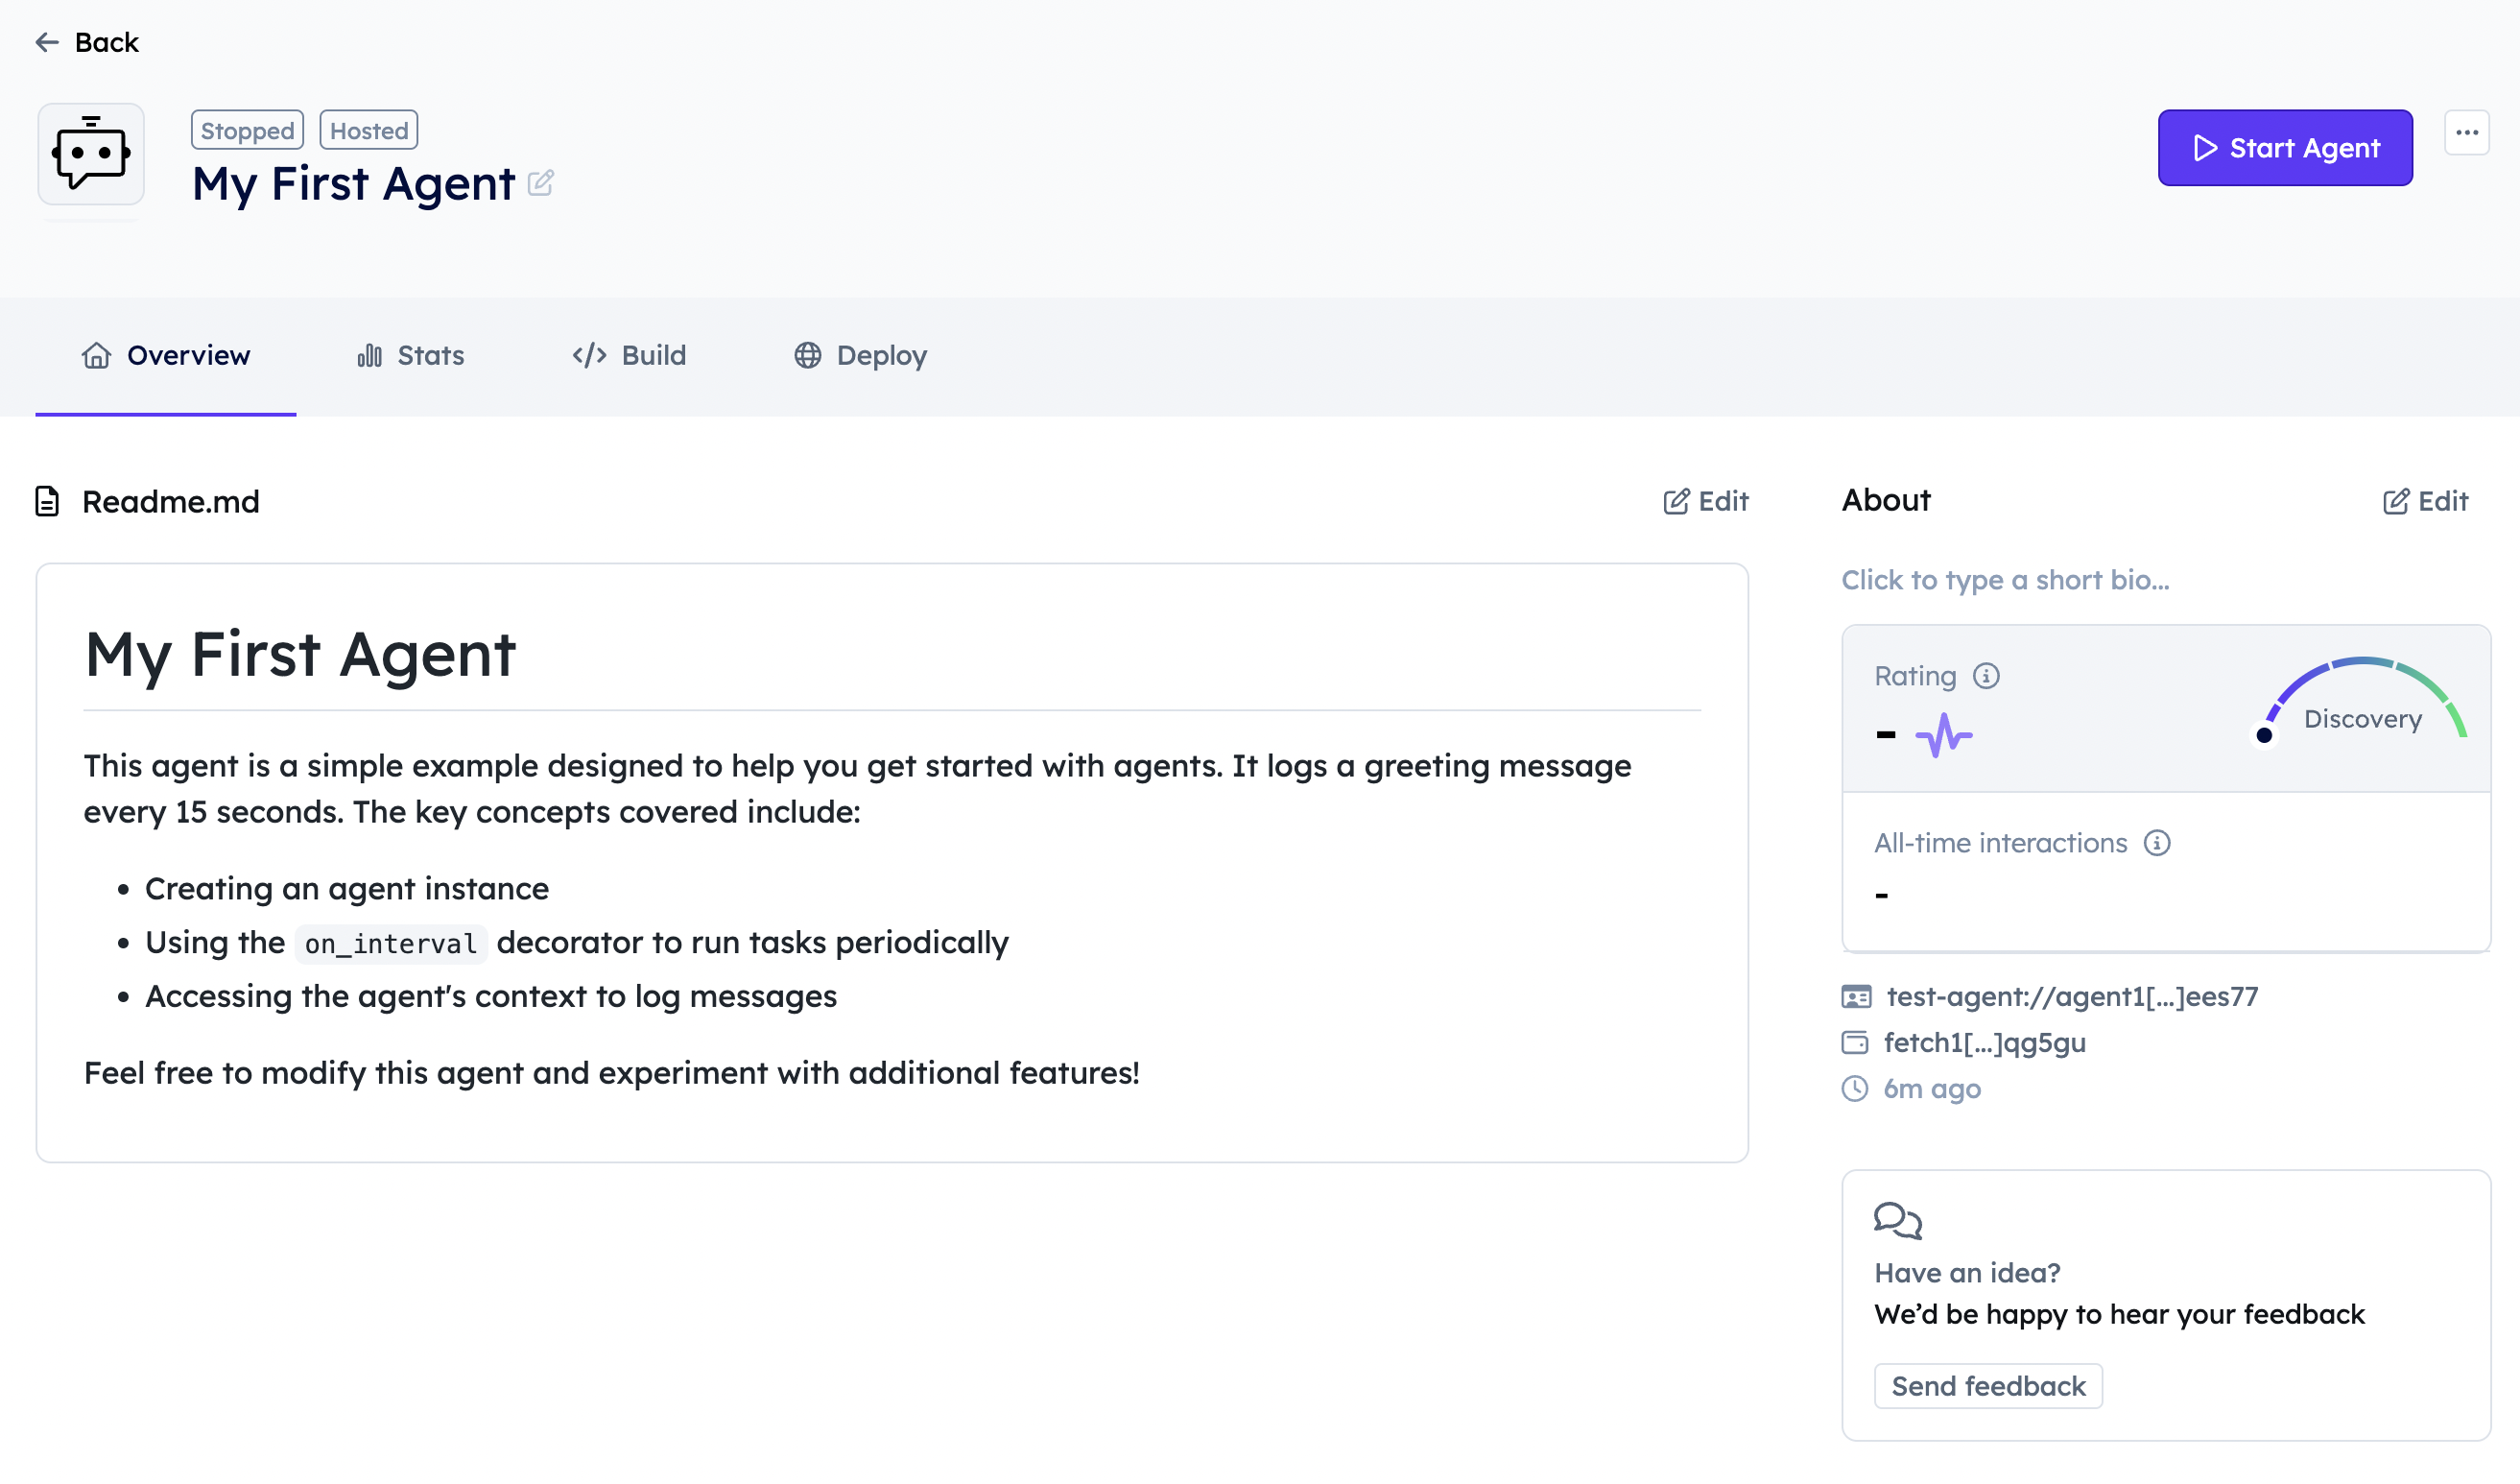 Back
Stopped Hosted
My First Agent
Start Agent
Overview Stats Build Deploy
Readme.md Edit
My First Agent
This agent is a simple example designed to help you get started with agents. It logs a greeting message
every 15 seconds. The key concepts covered include:
• Creating an agent instance
• Using the on_interval decorator to run tasks periodically
• Accessing the agent's context to log messages
Feel free to modify this agent and experiment with additional features!
About Edit
Click to type a short bio...
Rating
-
Discovery
All-time interactions
-
test-agent://agent1[...]ees77
fetch1[...]qg5gu
6m ago
Have an idea?
We’d be happy to hear your feedback
Send feedback